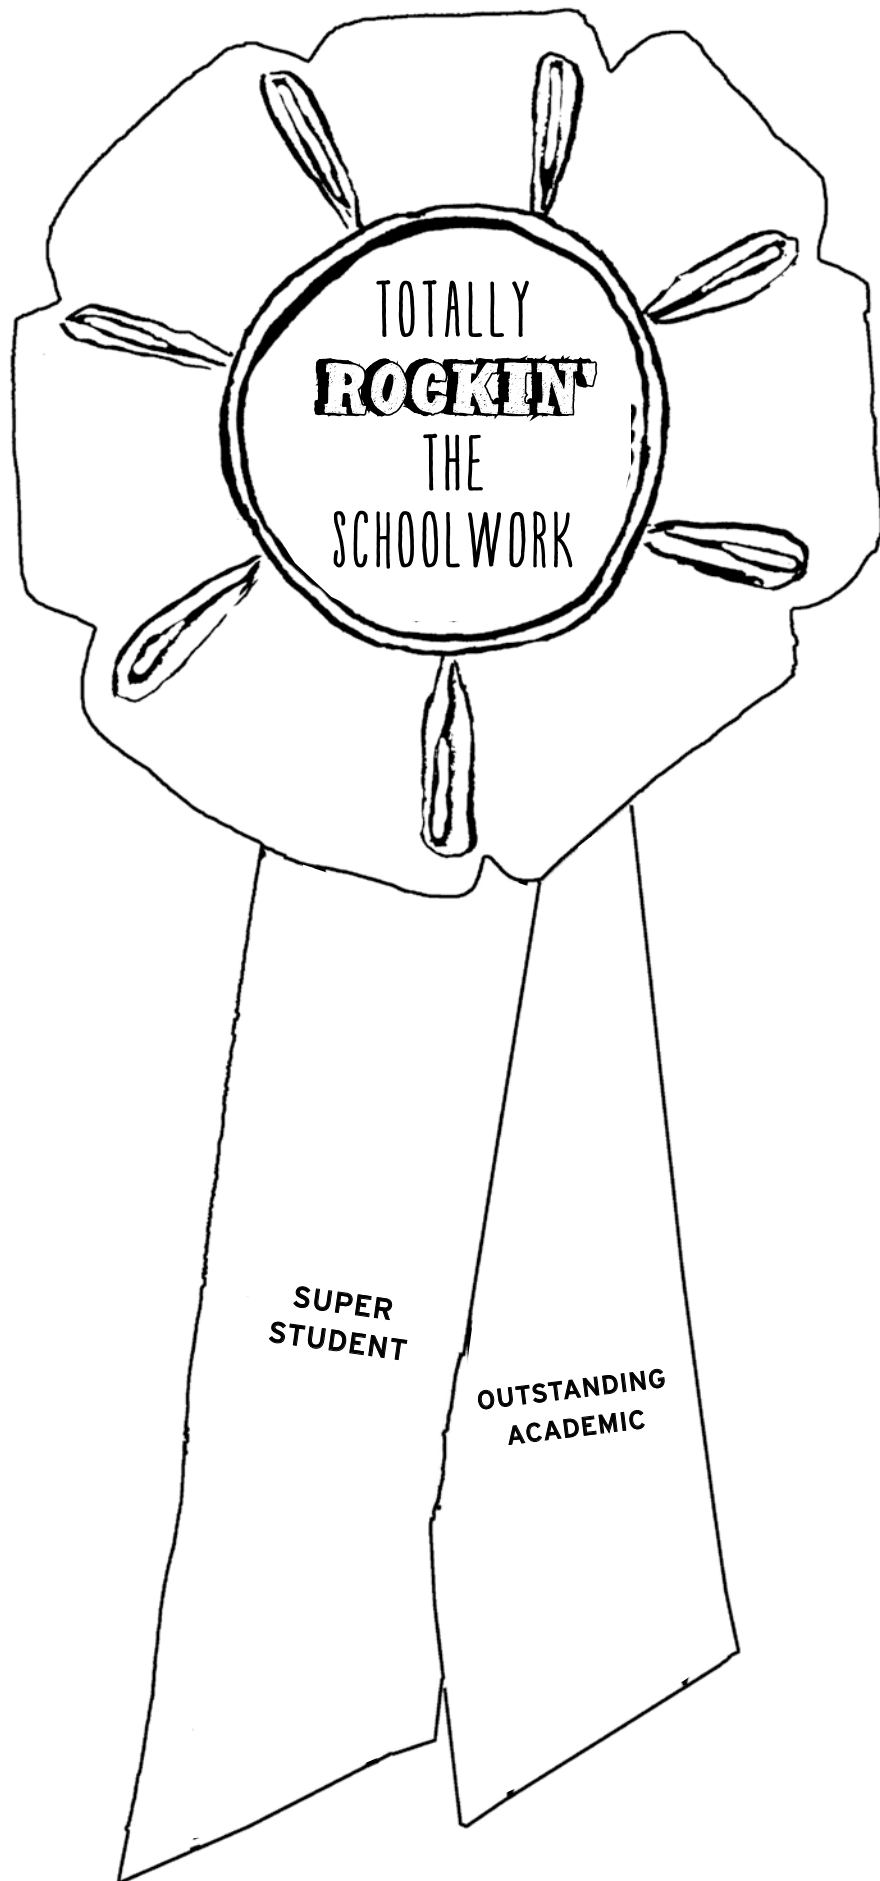 TOTALLY
ROCKIN'
THE
SCHOOLWORK
SUPER
STUDENT
OUTSTANDING
ACADEMIC